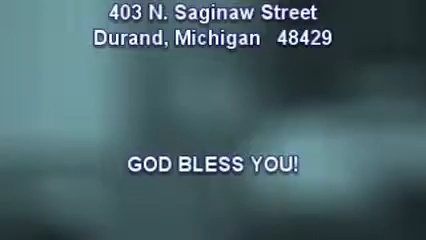 403 N. Saginaw Street
Durand, Michigan 48429
GOD BLESS YOU!